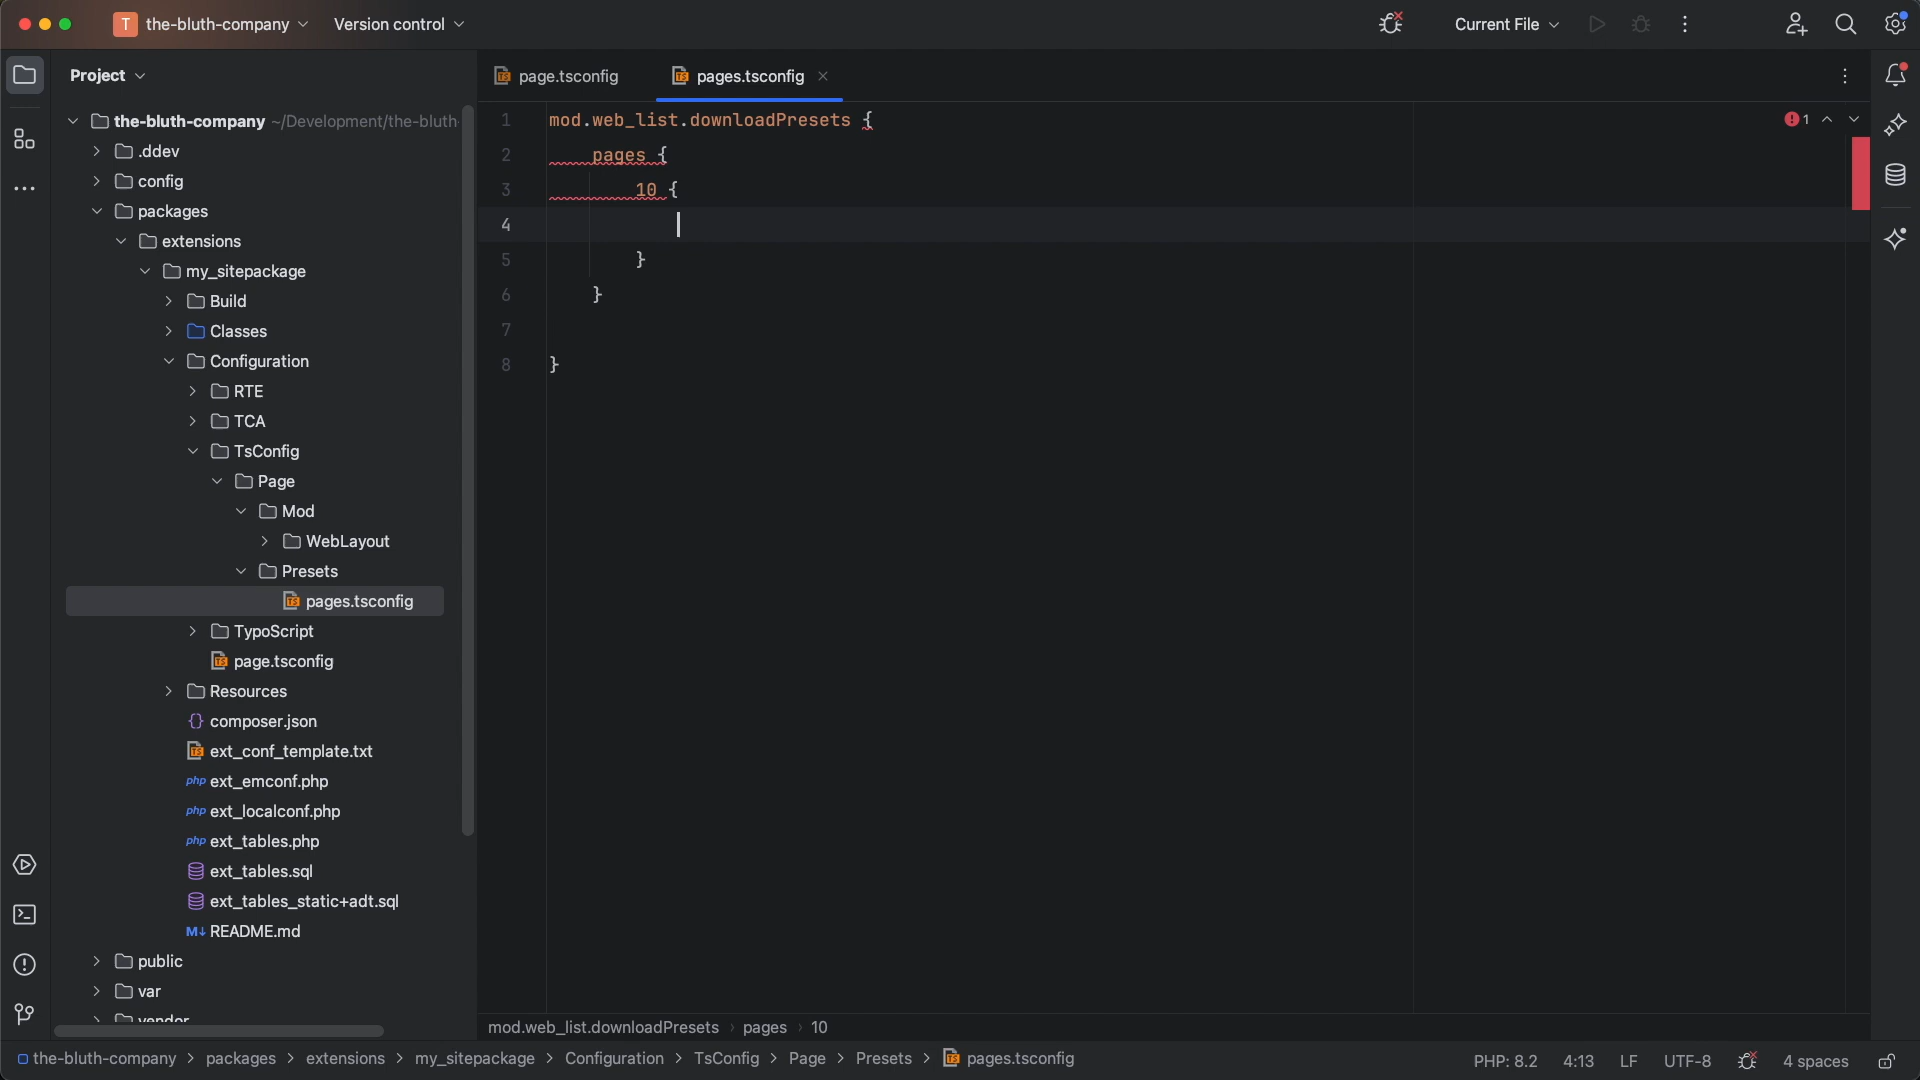 T the-bluth-company Version control Current File
Project
page.tsconfig pages.tsconfig
the-bluth-company ~/Development/the-bluth-
.ddev
config
packages
extensions
my_sitepackage
Build
Classes
Configuration
RTE
TCA
TsConfig
Page
Mod
WebLayout
Presets
pages.tsconfig
TypoScript
page.tsconfig
Resources
{} composer.json
ext_conf_template.txt
php ext_emconf.php
php ext_localconf.php
php ext_tables.php
ext_tables.sql
ext_tables_static+adt.sql
M↓ README.md
public
var
vendor
1 mod.web_list.downloadPresets {
2 pages {
3 10 {
4
5 }
6 }
7
8 }
1
mod.web_list.downloadPresets › pages › 10
the-bluth-company > packages > extensions > my_sitepackage > Configuration > TsConfig > Page > Presets > pages.tsconfig
PHP: 8.2 4:13 LF UTF-8 4 spaces